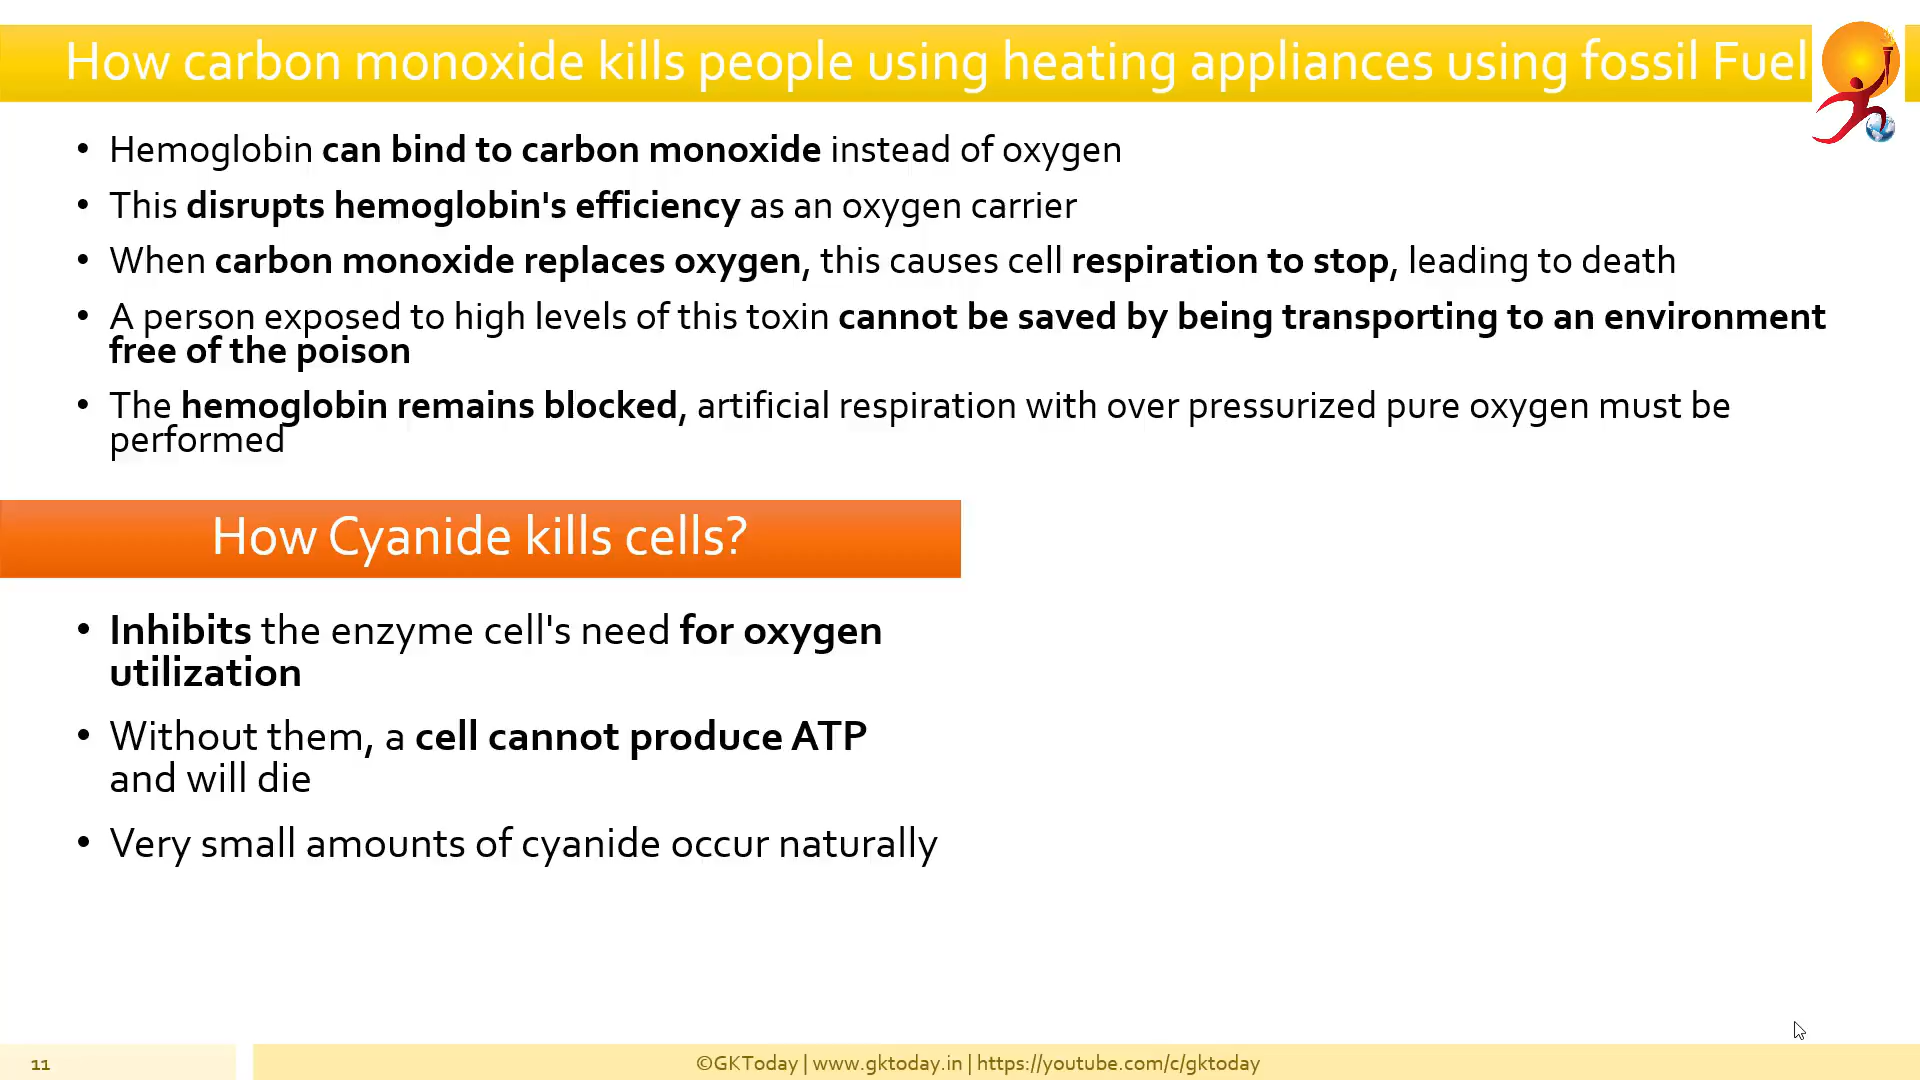 How carbon monoxide kills people using heating appliances using fossil Fuel
• Hemoglobin can bind to carbon monoxide instead of oxygen
• This disrupts hemoglobin's efficiency as an oxygen carrier
• When carbon monoxide replaces oxygen, this causes cell respiration to stop, leading to death
• A person exposed to high levels of this toxin cannot be saved by being transporting to an environment
free of the poison
• The hemoglobin remains blocked, artificial respiration with over pressurized pure oxygen must be
performed
How Cyanide kills cells?
• Inhibits the enzyme cell's need for oxygen
utilization
• Without them, a cell cannot produce ATP
and will die
• Very small amounts of cyanide occur naturally
11
©GKToday | www.gktoday.in | https://youtube.com/c/gktoday